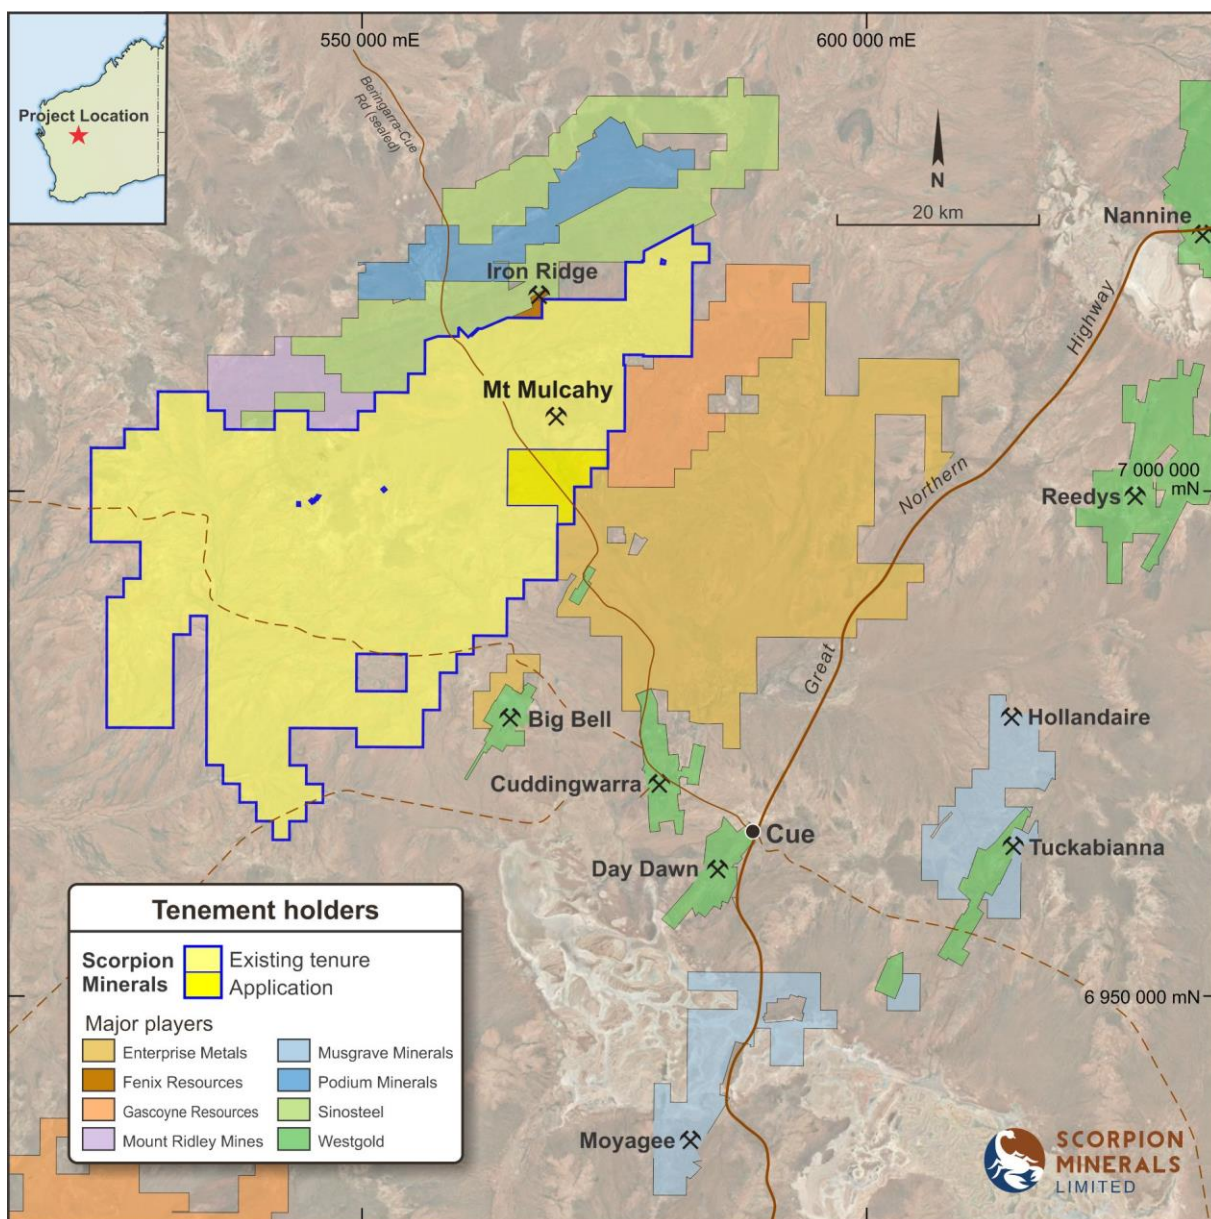 550 000 mE
600 000 mE
Project Location
Beringarra-Cue
Rd (sealed)
N
20 km
Nannine
Iron Ridge
Highway
Mt Mulcahy
7 000 000
mN
Reedys
Northern
Great
Big Bell
Hollandaire
Cuddingwarra
Cue
Tuckabianna
Day Dawn
Tenement holders
Scorpion
Minerals
Existing tenure
Application
6 950 000 mN
Major players
Enterprise Metals
Musgrave Minerals
Fenix Resources
Podium Minerals
Gascoyne Resources
Sinosteel
Mount Ridley Mines
Westgold
Moyagee
SCORPION
MINERALS
LIMITED